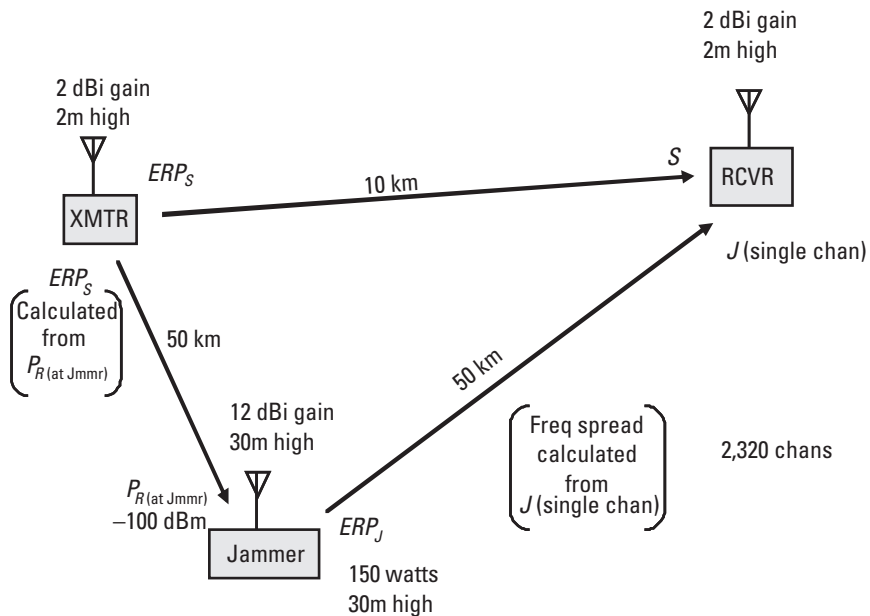 2 dBi gain
2m high
2 dBi gain
2m high
ERP_S
S
10 km
RCVR
XMTR
J (single chan)
ERP_S
Calculated
from
P_R (at Jmmr)
50 km
50 km
12 dBi gain
30m high
Freq spread
calculated
from
J (single chan)
2,320 chans
P_R (at Jmmr)
–100 dBm
Jammer
ERP_J
150 watts
30m high